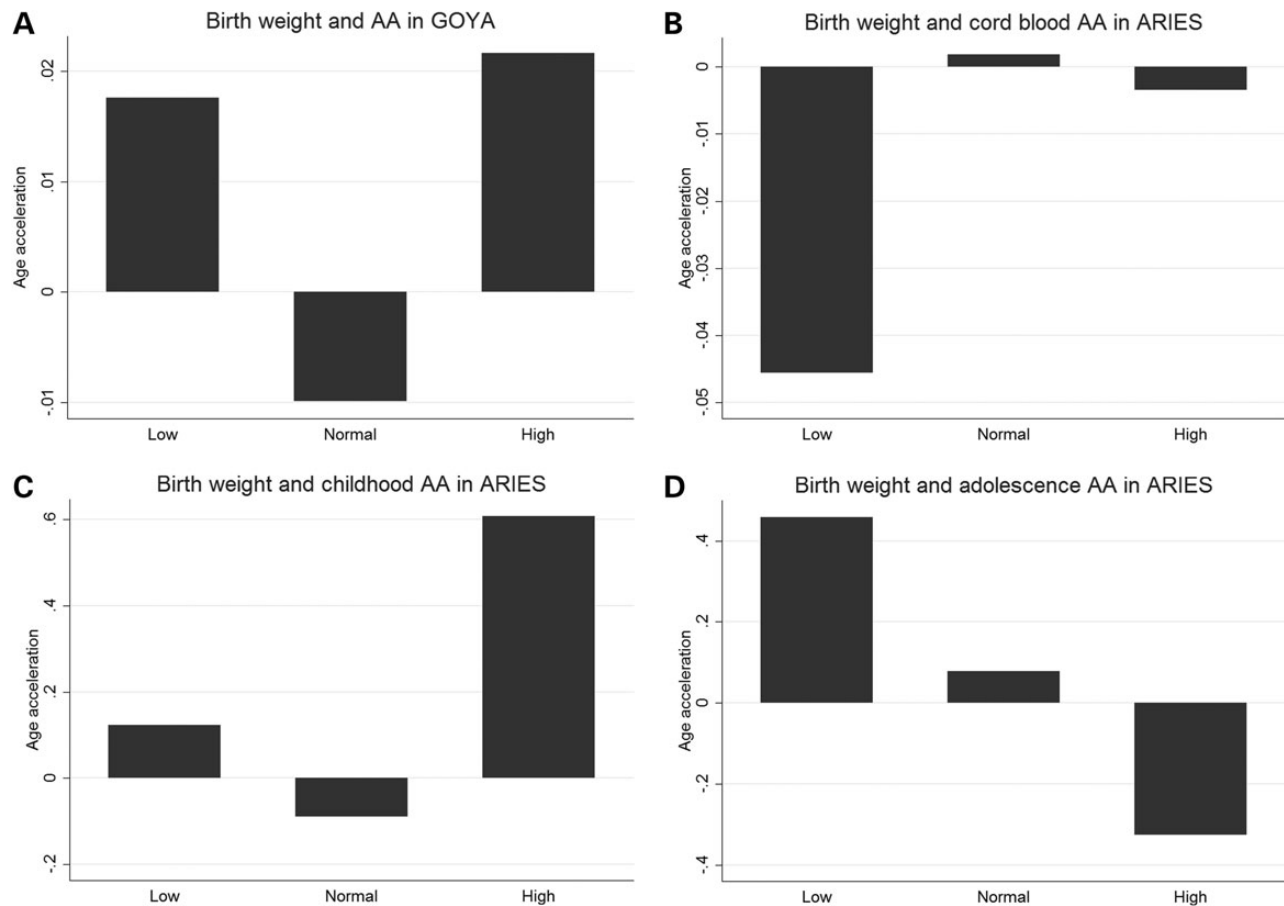 A
Birth weight and AA in GOYA
Age acceleration
.02
.01
0
-.01
Low Normal High
B
Birth weight and cord blood AA in ARIES
Age acceleration
0
-.01
-.02
-.03
-.04
-.05
Low Normal High
C
Birth weight and childhood AA in ARIES
Age acceleration
.6
.4
.2
0
-.2
Low Normal High
D
Birth weight and adolescence AA in ARIES
Age acceleration
.4
.2
0
-.2
-.4
Low Normal High